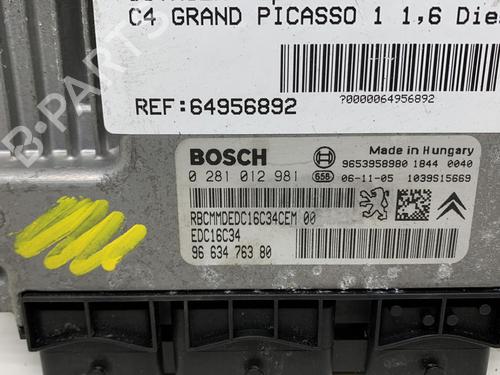 C4 GRAND PICASSO 1 1,6 Die
REF:64956892
?0000064956892
B-PARTS
BOSCH
Made in Hungary
9653958980 1844 0040
0 281 012 981
658
06-11-05
1039S15669
RBCMMDEDC16C34CEM 00
EDC16C34
96 634 763 80